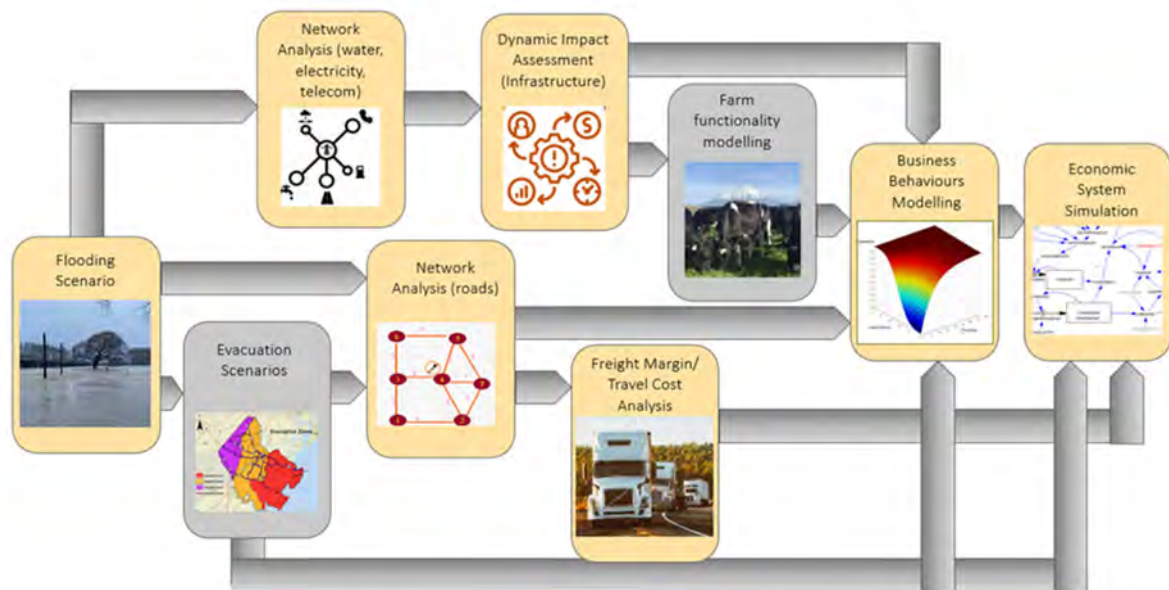 Network
Analysis (water,
electricity,
telecom)
Dynamic Impact
Assessment
(Infrastructure)
Farm
functionality
modelling
Business
Behaviours
Modelling
Economic
System
Simulation
Flooding
Scenario
Evacuation
Scenarios
Network
Analysis (roads)
Freight Margin/
Travel Cost
Analysis